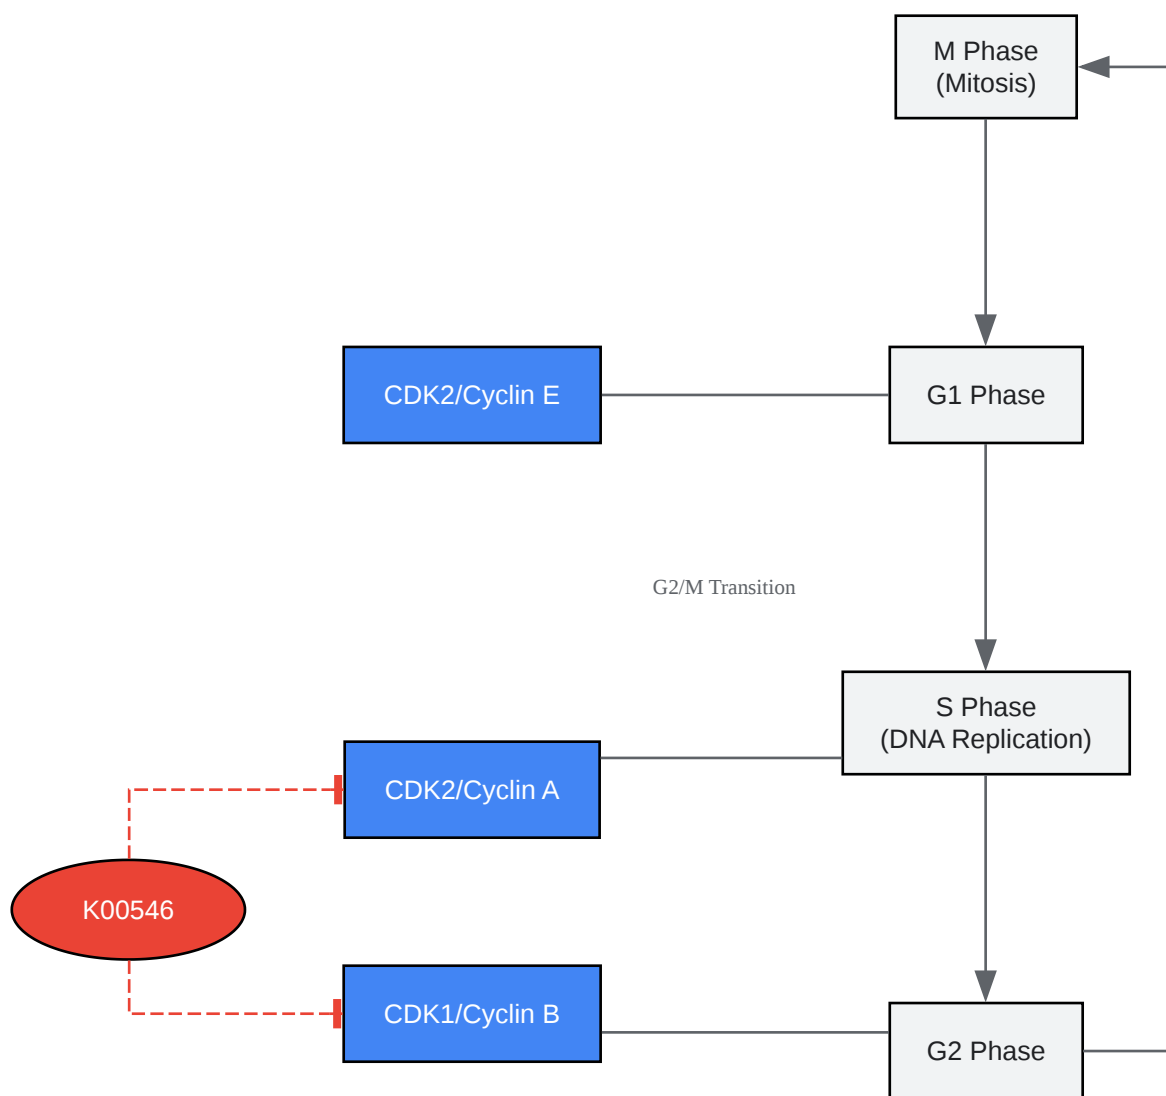 M Phase
(Mitosis)
CDK2/Cyclin E
G1 Phase
G2/M Transition
S Phase
(DNA Replication)
CDK2/Cyclin A
K00546
CDK1/Cyclin B
G2 Phase